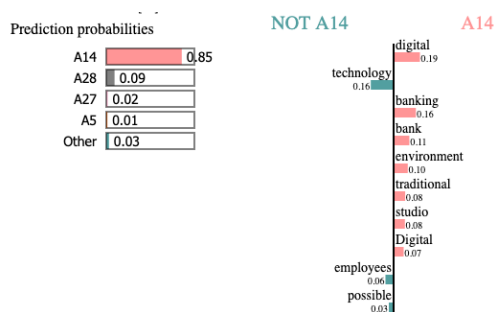 Prediction probabilities
A14 0.85
A28 0.09
A27 0.02
A5 0.01
Other 0.03
NOT A14 A14
digital
0.19
technology
0.16
banking
0.16
bank
0.11
environment
0.10
traditional
0.08
studio
0.08
Digital
0.07
employees
0.06
possible
0.03